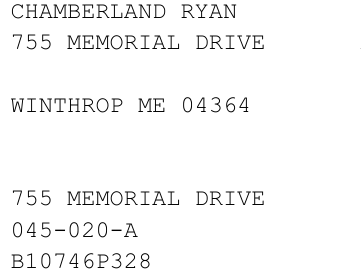 CHAMBERLAND RYAN
755 MEMORIAL DRIVE
WINTHROP ME 04364
755 MEMORIAL DRIVE
045-020-A
B10746P328